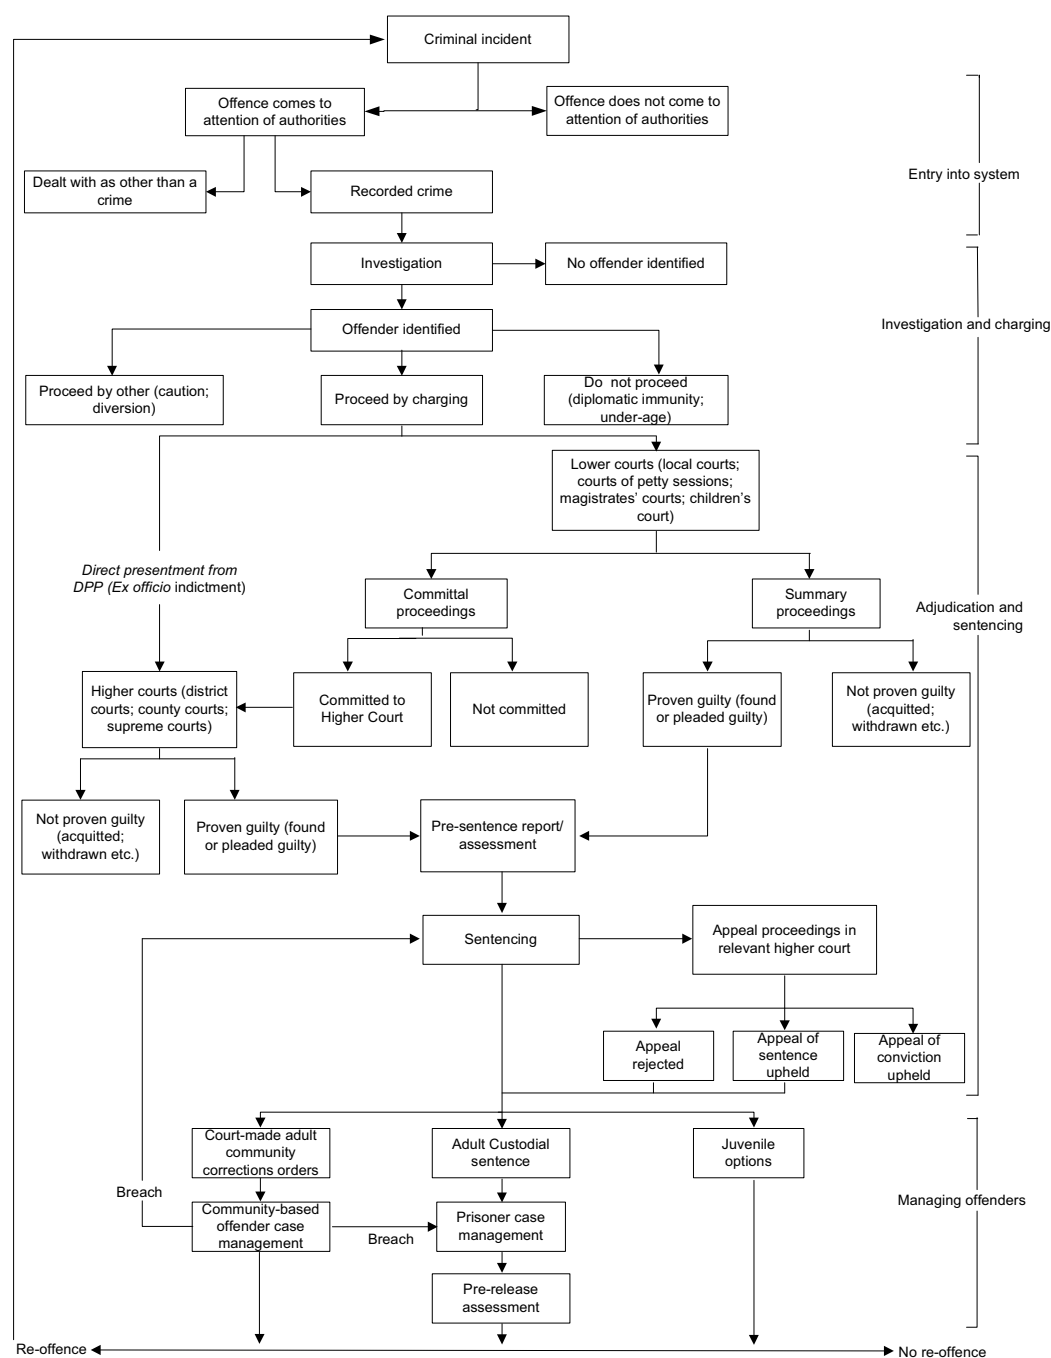 Criminal incident
Offence comes to
attention of authorities
Offence does not come to
attention of authorities
Entry into system
Dealt with as other than a
crime
Recorded crime
Investigation
No offender identified
Investigation and charging
Offender identified
Proceed by other (caution;
diversion)
Proceed by charging
Do  not proceed
(diplomatic immunity;
under-age)
Lower courts (local courts;
courts of petty sessions;
magistrates’ courts; children’s
court)
Direct presentment from
DPP (Ex officio indictment)
Committal
proceedings
Summary
proceedings
Adjudication and
sentencing
Higher courts (district
courts; county courts;
supreme courts)
Committed to
Higher Court
Not committed
Proven guilty (found
or pleaded guilty)
Not proven guilty
(acquitted;
withdrawn etc.)
Not proven guilty
(acquitted;
withdrawn etc.)
Proven guilty (found
or pleaded guilty)
Pre-sentence report/
assessment
Sentencing
Appeal proceedings in
relevant higher court
Appeal
rejected
Appeal of
sentence
upheld
Appeal of
conviction
upheld
Court-made adult
community
corrections orders
Adult Custodial
sentence
Juvenile
options
Breach
Managing offenders
Community-based
offender case
management
Breach
Prisoner case
management
Pre-release
assessment
Re-offence
No re-offence